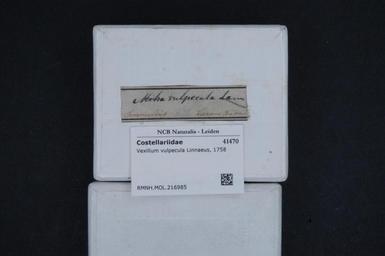 Mitra vulpecula Lam
NCB Naturalis - Leiden
Costellariidae 41470
Vexillum vulpecula Linnaeus, 1758
RMNH.MOL.216985